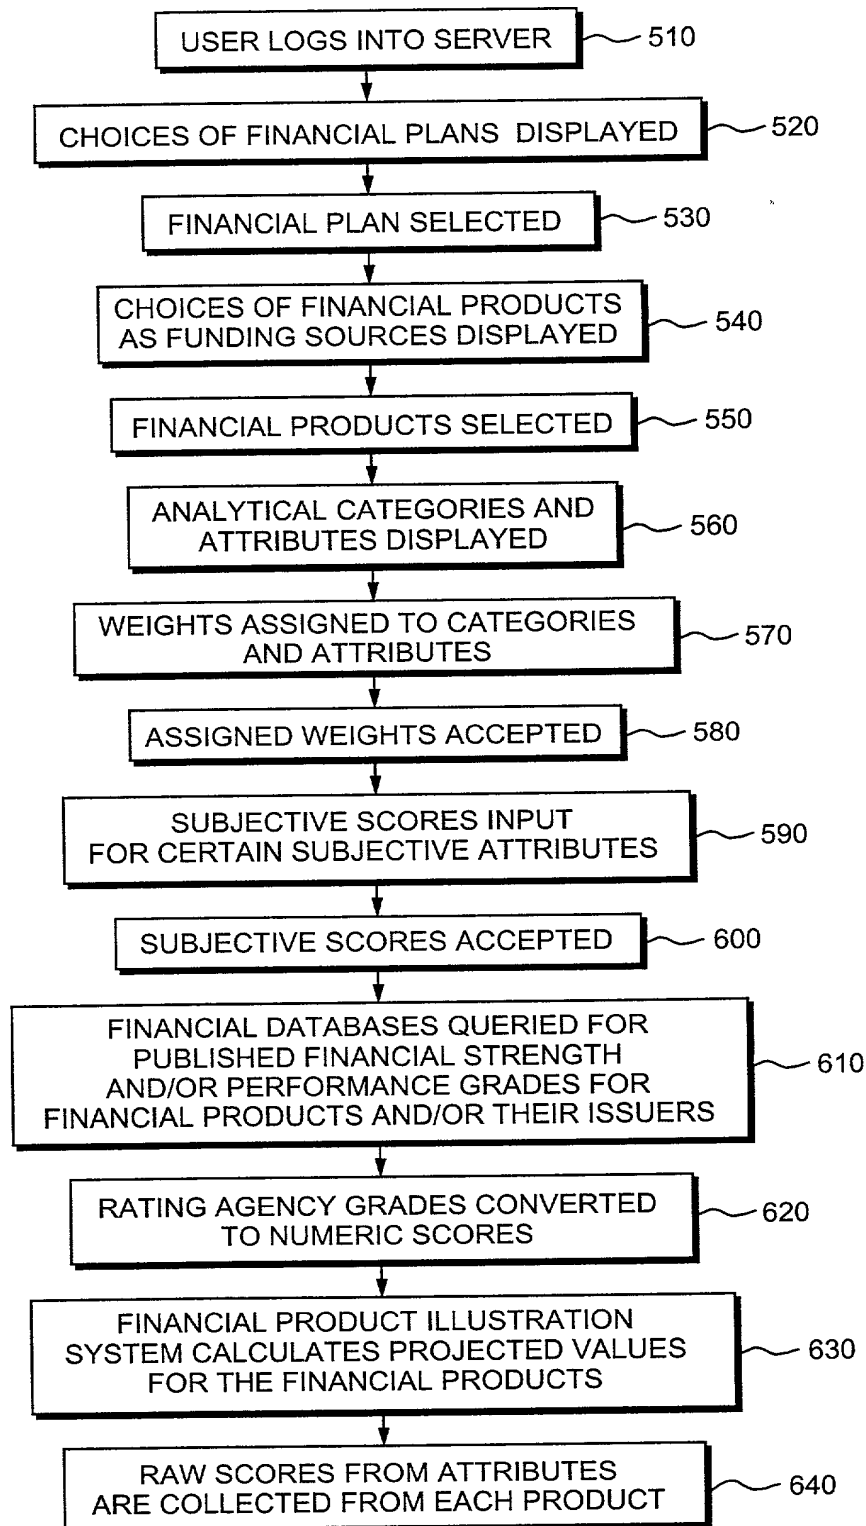 USER LOGS INTO SERVER 510
CHOICES OF FINANCIAL PLANS DISPLAYED 520
FINANCIAL PLAN SELECTED 530
CHOICES OF FINANCIAL PRODUCTS
AS FUNDING SOURCES DISPLAYED 540
FINANCIAL PRODUCTS SELECTED 550
ANALYTICAL CATEGORIES AND
ATTRIBUTES DISPLAYED 560
WEIGHTS ASSIGNED TO CATEGORIES
AND ATTRIBUTES 570
ASSIGNED WEIGHTS ACCEPTED 580
SUBJECTIVE SCORES INPUT
FOR CERTAIN SUBJECTIVE ATTRIBUTES 590
SUBJECTIVE SCORES ACCEPTED 600
FINANCIAL DATABASES QUERIED FOR
PUBLISHED FINANCIAL STRENGTH
AND/OR PERFORMANCE GRADES FOR
FINANCIAL PRODUCTS AND/OR THEIR ISSUERS 610
RATING AGENCY GRADES CONVERTED
TO NUMERIC SCORES 620
FINANCIAL PRODUCT ILLUSTRATION
SYSTEM CALCULATES PROJECTED VALUES
FOR THE FINANCIAL PRODUCTS 630
RAW SCORES FROM ATTRIBUTES
ARE COLLECTED FROM EACH PRODUCT 640